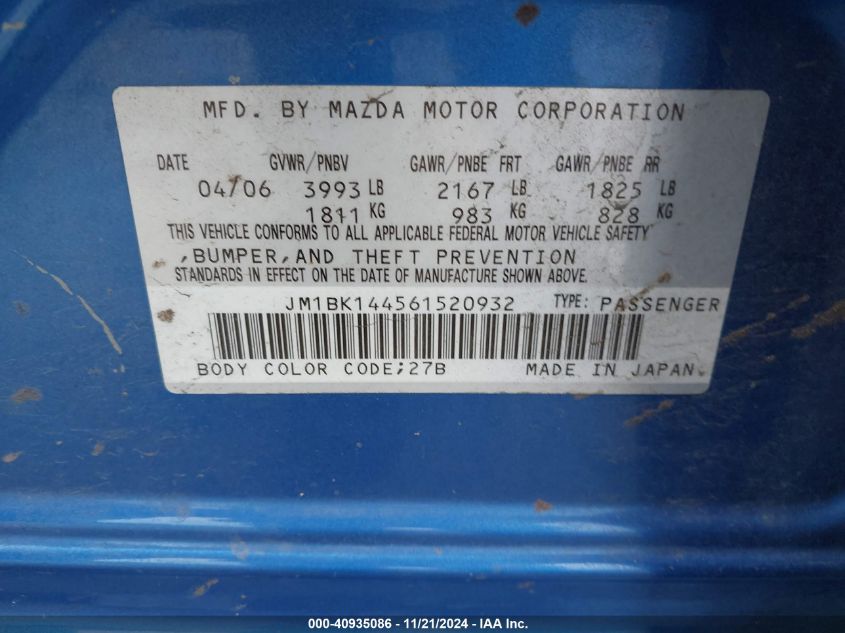 MFD. BY MAZDA MOTOR CORPORATION
DATE GVWR/PNBV GAWR/PNBE FRT GAWR/PNBE RR
04/06 3993 LB 2167 LB 1825 LB
1811 KG 983 KG 828 KG
THIS VEHICLE CONFORMS TO ALL APPLICABLE FEDERAL MOTOR VEHICLE SAFETY
,BUMPER,AND THEFT PREVENTION
STANDARDS IN EFFECT ON THE DATE OF MANUFACTURE SHOWN ABOVE.
JM1BK144561520932 TYPE: PASSENGER
BODY COLOR CODE;27B MADE IN JAPAN.
000-40935086 - 11/21/2024 - IAA Inc.